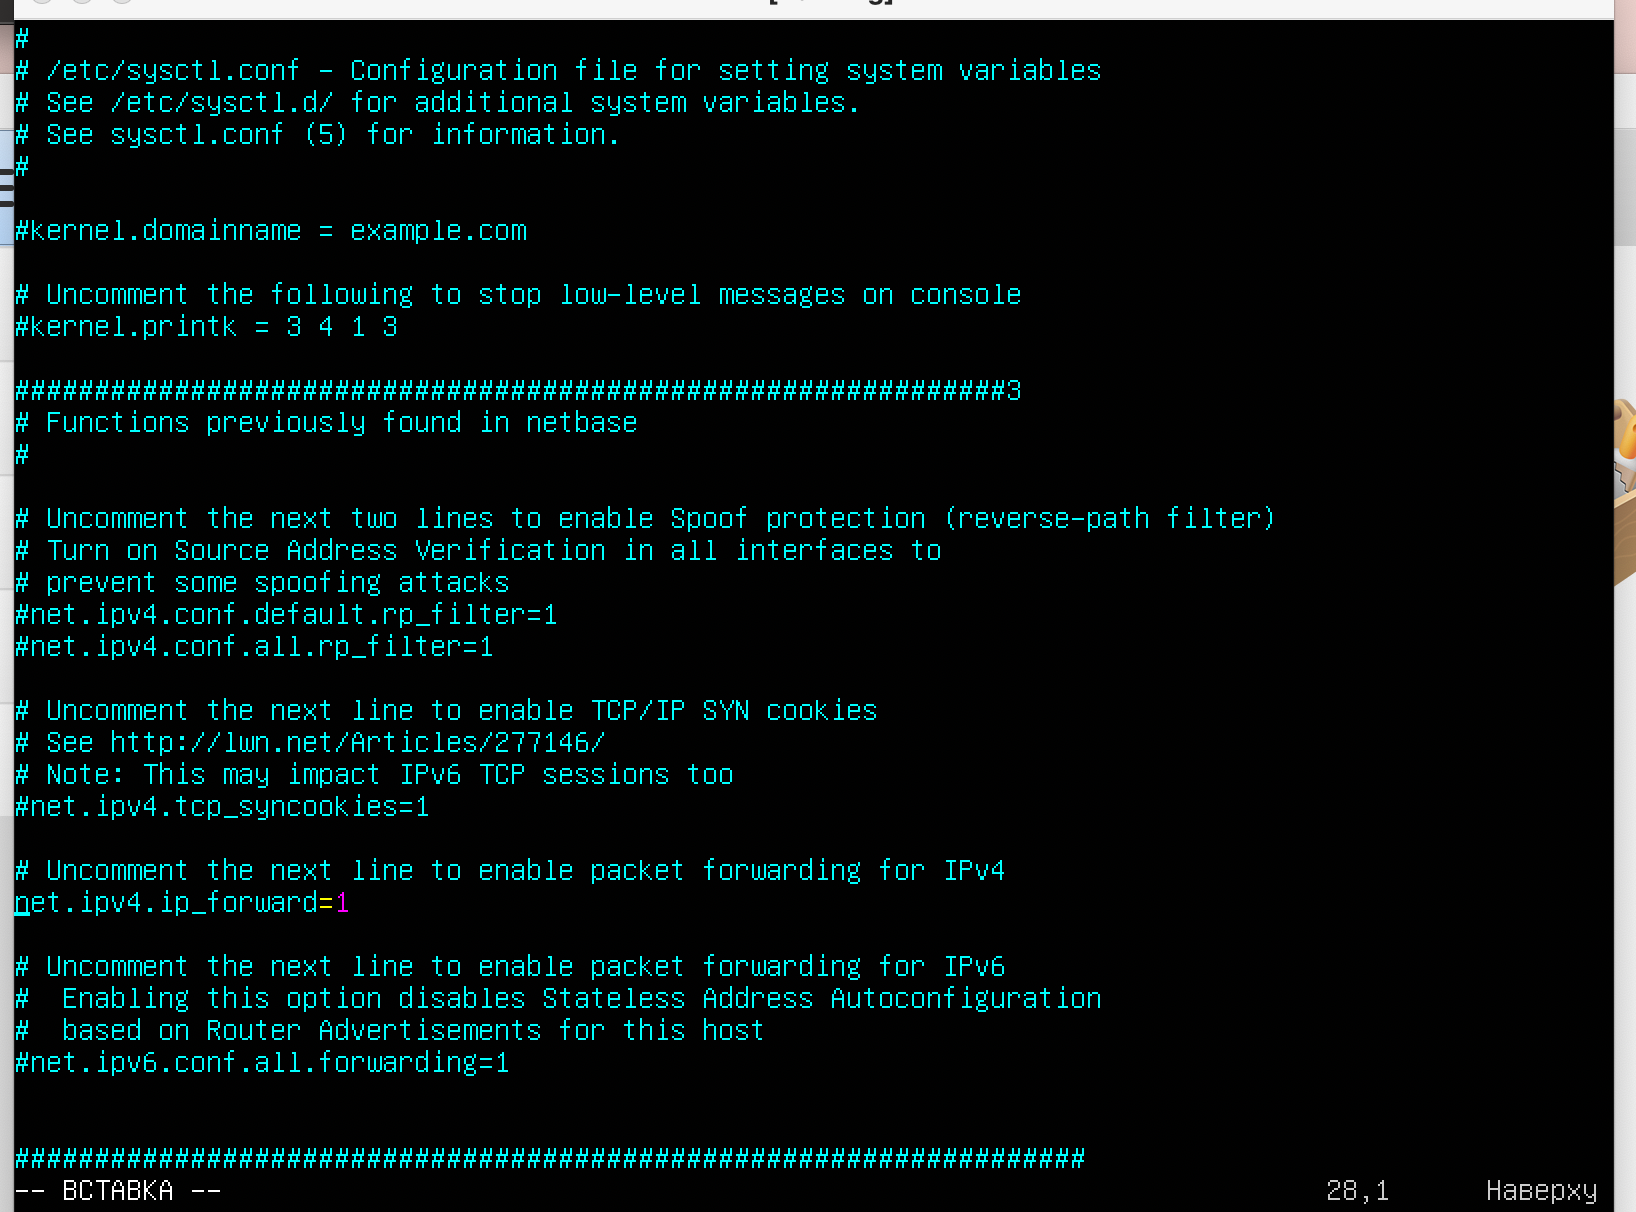 #
# /etc/sysctl.conf - Configuration file for setting system variables
# See /etc/sysctl.d/ for additional system variables.
# See sysctl.conf (5) for information.
#
#kernel.domainname = example.com
# Uncomment the following to stop low-level messages on console
#kernel.printk = 3 4 1 3
##############################################################3
# Functions previously found in netbase
#
# Uncomment the next two lines to enable Spoof protection (reverse-path filter)
# Turn on Source Address Verification in all interfaces to
# prevent some spoofing attacks
#net.ipv4.conf.default.rp_filter=1
#net.ipv4.conf.all.rp_filter=1
# Uncomment the next line to enable TCP/IP SYN cookies
# See http://lwn.net/Articles/277146/
# Note: This may impact IPv6 TCP sessions too
#net.ipv4.tcp_syncookies=1
# Uncomment the next line to enable packet forwarding for IPv4
net.ipv4.ip_forward=1
# Uncomment the next line to enable packet forwarding for IPv6
#  Enabling this option disables Stateless Address Autoconfiguration
#  based on Router Advertisements for this host
#net.ipv6.conf.all.forwarding=1
###################################################################
-- ВСТАВКА -- 28,1 Наверху